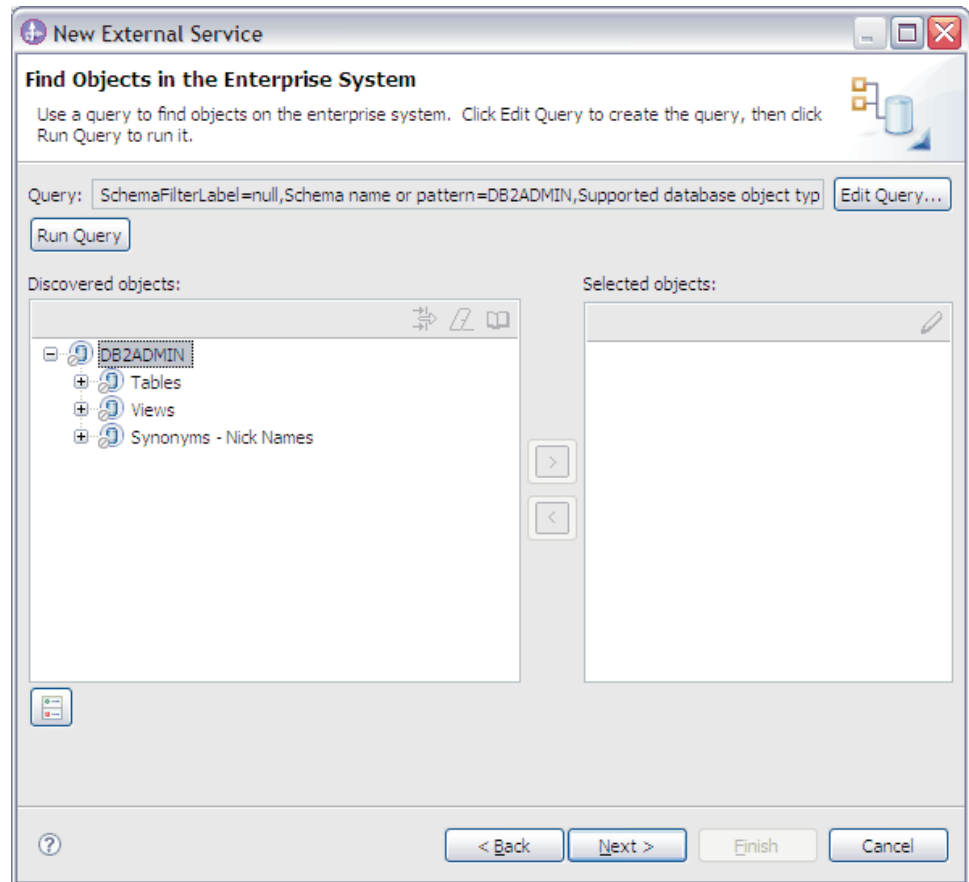 New External Service
Find Objects in the Enterprise System
Use a query to find objects on the enterprise system. Click Edit Query to create the query, then click
Run Query to run it.
Query: SchemaFilterLabel=null,Schema name or pattern=DB2ADMIN,Supported database object typ Edit Query...
Run Query
Discovered objects: Selected objects:
DB2ADMIN
Tables
Views
Synonyms - Nick Names
>
<
? < Back Next > Finish Cancel